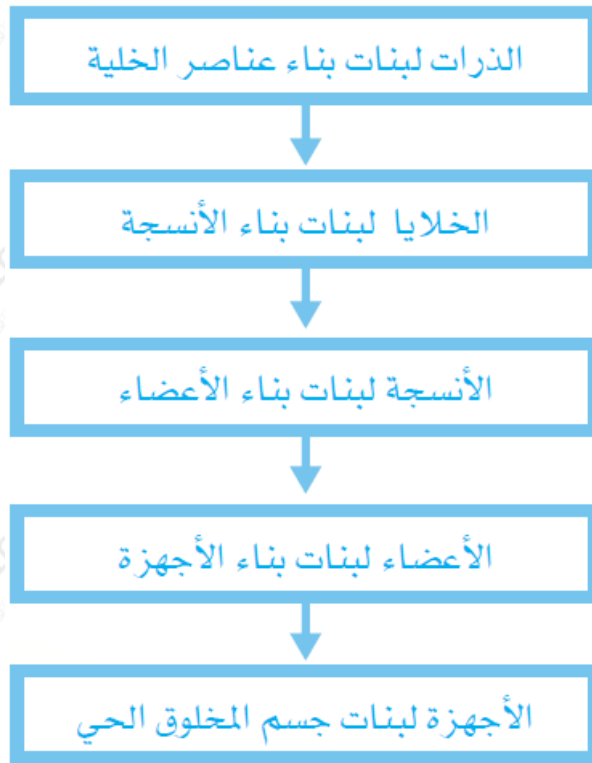 الذرات لبنات بناء عناصر الخلية
الخلايا لبنات بناء الأنسجة
الأنسجة لبنات بناء الأعضاء
الأعضاء لبنات بناء الأجهزة
الأجهزة لبنات جسم المخلوق الحي